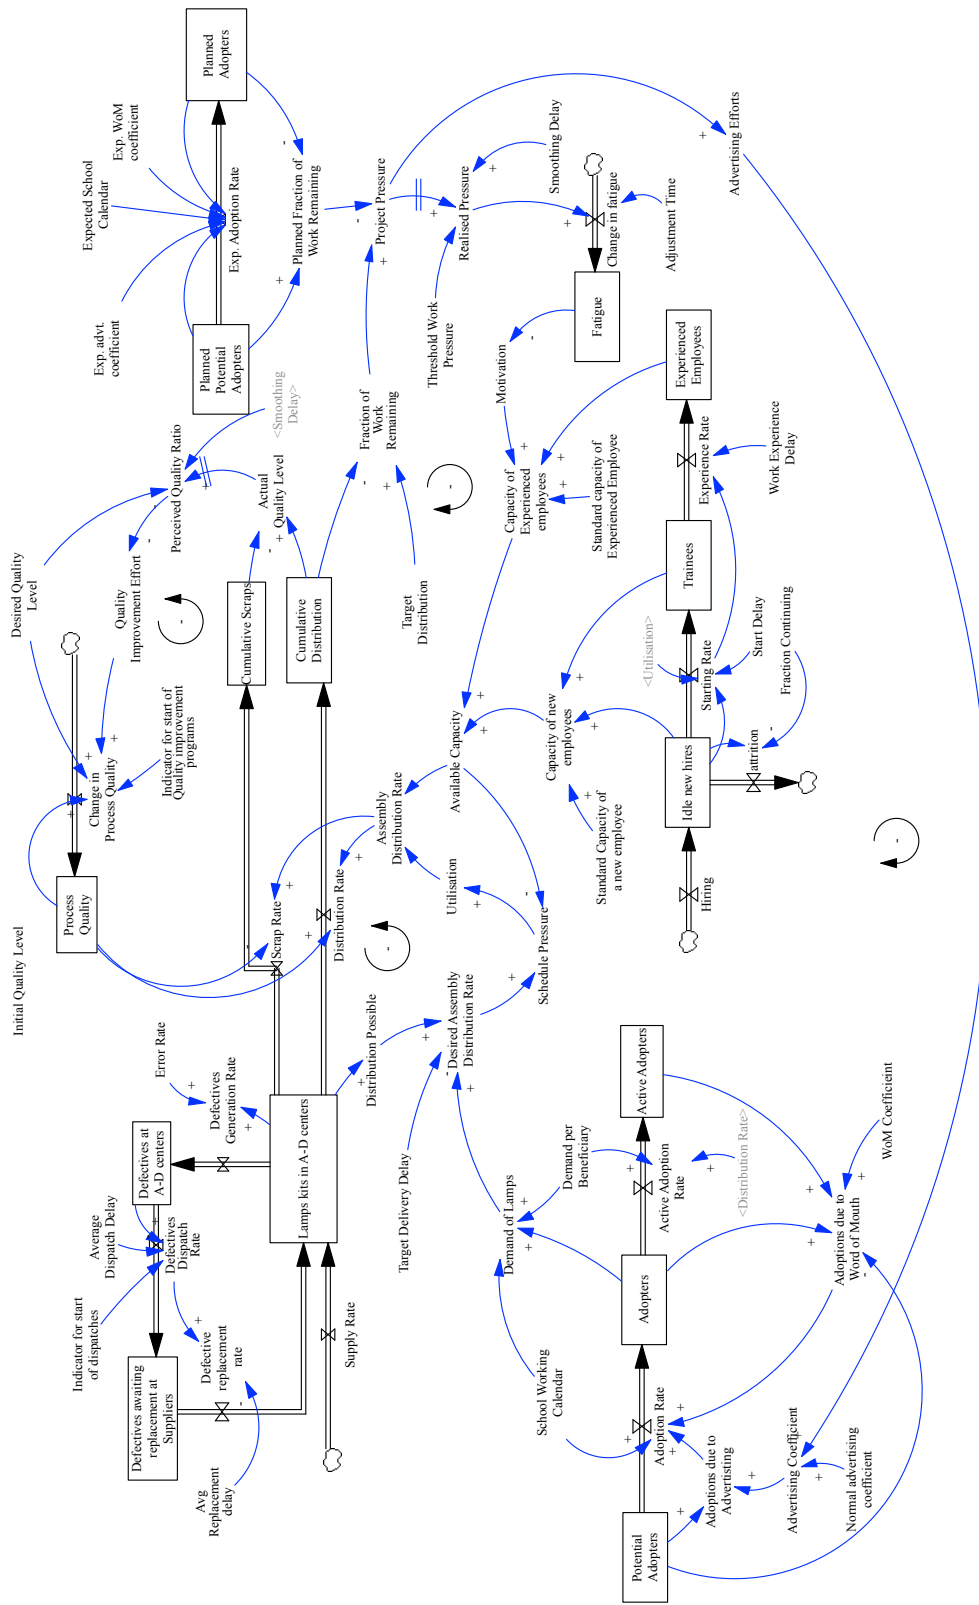 Initial Quality Level
Process
Quality
Change in
Process Quality
Desired Quality
Level
Indicator for start of
Quality improvement
programs
Quality
Improvement Effort
Perceived Quality Ratio
Actual
Quality Level
<Smoothing
Delay>
Cumulative Scraps
Cumulative
Distribution
Exp. advt.
coefficient
Expected School
Calendar
Exp. WoM
coefficient
Planned
Potential
Adopters
Exp. Adoption Rate
Planned
Adopters
Planned Fraction of
Work Remaining
Project Pressure
Fraction of
Work
Remaining
Target
Distribution
Threshold Work
Pressure
Realised Pressure
Smoothing Delay
Change in fatigue
Adjustment Time
Fatigue
Motivation
Advertising Efforts
Indicator for start
of dispatches
Average
Dispatch Delay
Defectives at
A-D centers
Defectives
Dispatch
Rate
Error Rate
Defectives
Generation Rate
Defectives awaiting
replacement at
Suppliers
Defective
replacement
rate
Avg
Replacement
delay
Lamps kits in A-D centers
Supply Rate
Scrap Rate
Distribution Rate
Distribution Possible
Assembly
Distribution Rate
Available Capacity
Utilisation
Schedule Pressure
Desired Assembly
Distribution Rate
Target Delivery Delay
Capacity of
Experienced
employees
Standard capacity of
Experienced Employee
Capacity of new
employees
Standard Capacity of
a new employee
Hiring
Idle new hires
attrition
<Utilisation>
Starting Rate
Start Delay
Fraction Continuing
Trainees
Experience Rate
Work Experience
Delay
Experienced
Employees
Demand of Lamps
Demand per
Beneficiary
School Working
Calendar
Potential
Adopters
Adoption Rate
Adopters
Active Adoption
Rate
Active Adopters
<Distribution Rate>
Adoptions due to
Advertisting
Advertising Coefficient
Normal advertising
coefficient
Adoptions due to
Word of Mouth
WoM Coefficient